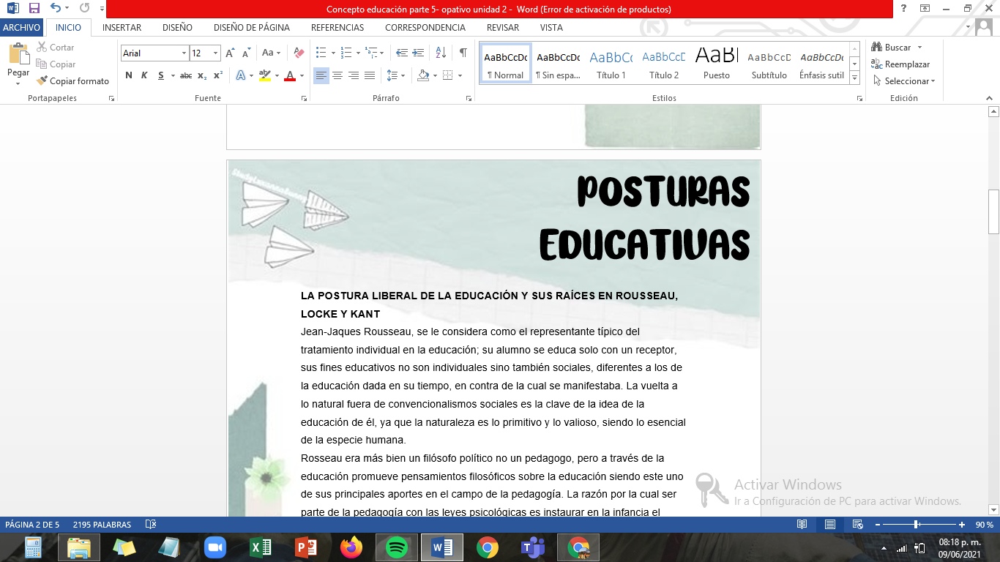 Concepto educación parte 5- opativo unidad 2 - Word (Error de activación de productos)
ARCHIVO INICIO INSERTAR DISEÑO DISEÑO DE PÁGINA REFERENCIAS CORRESPONDENCIA REVISAR VISTA
Pegar
Cortar
Copiar
Copiar formato
Portapapeles
Arial 12
N K S abc x₂ x²
Fuente
Párrafo
AaBbCcDc AaBbCcDc AaBbCc AaBbCcD AaBl AaBbCcD AaBbCcDc
¶ Normal ¶ Sin espa... Título 1 Título 2 Puesto Subtítulo Énfasis sutil
Estilos
Buscar
Reemplazar
Seleccionar
Edición
POSTURAS
EDUCATIVAS
LA POSTURA LIBERAL DE LA EDUCACIÓN Y SUS RAÍCES EN ROUSSEAU,
LOCKE Y KANT
Jean-Jaques Rousseau, se le considera como el representante típico del
tratamiento individual en la educación; su alumno se educa solo con un receptor,
sus fines educativos no son individuales sino también sociales, diferentes a los de
la educación dada en su tiempo, en contra de la cual se manifestaba. La vuelta a
lo natural fuera de convencionalismos sociales es la clave de la idea de la
educación de él, ya que la naturaleza es lo primitivo y lo valioso, siendo lo esencial
de la especie humana.
Rosseau era más bien un filósofo político no un pedagogo, pero a través de la
educación promueve pensamientos filosóficos sobre la educación siendo este uno
de sus principales aportes en el campo de la pedagogía. La razón por la cual ser
parte de la pedagogía con las leyes psicológicas es instaurar en la infancia el
Activar Windows
Ir a Configuración de PC para activar Windows.
PÁGINA 2 DE 5 2195 PALABRAS 90 %
08:18 p. m.
09/06/2021